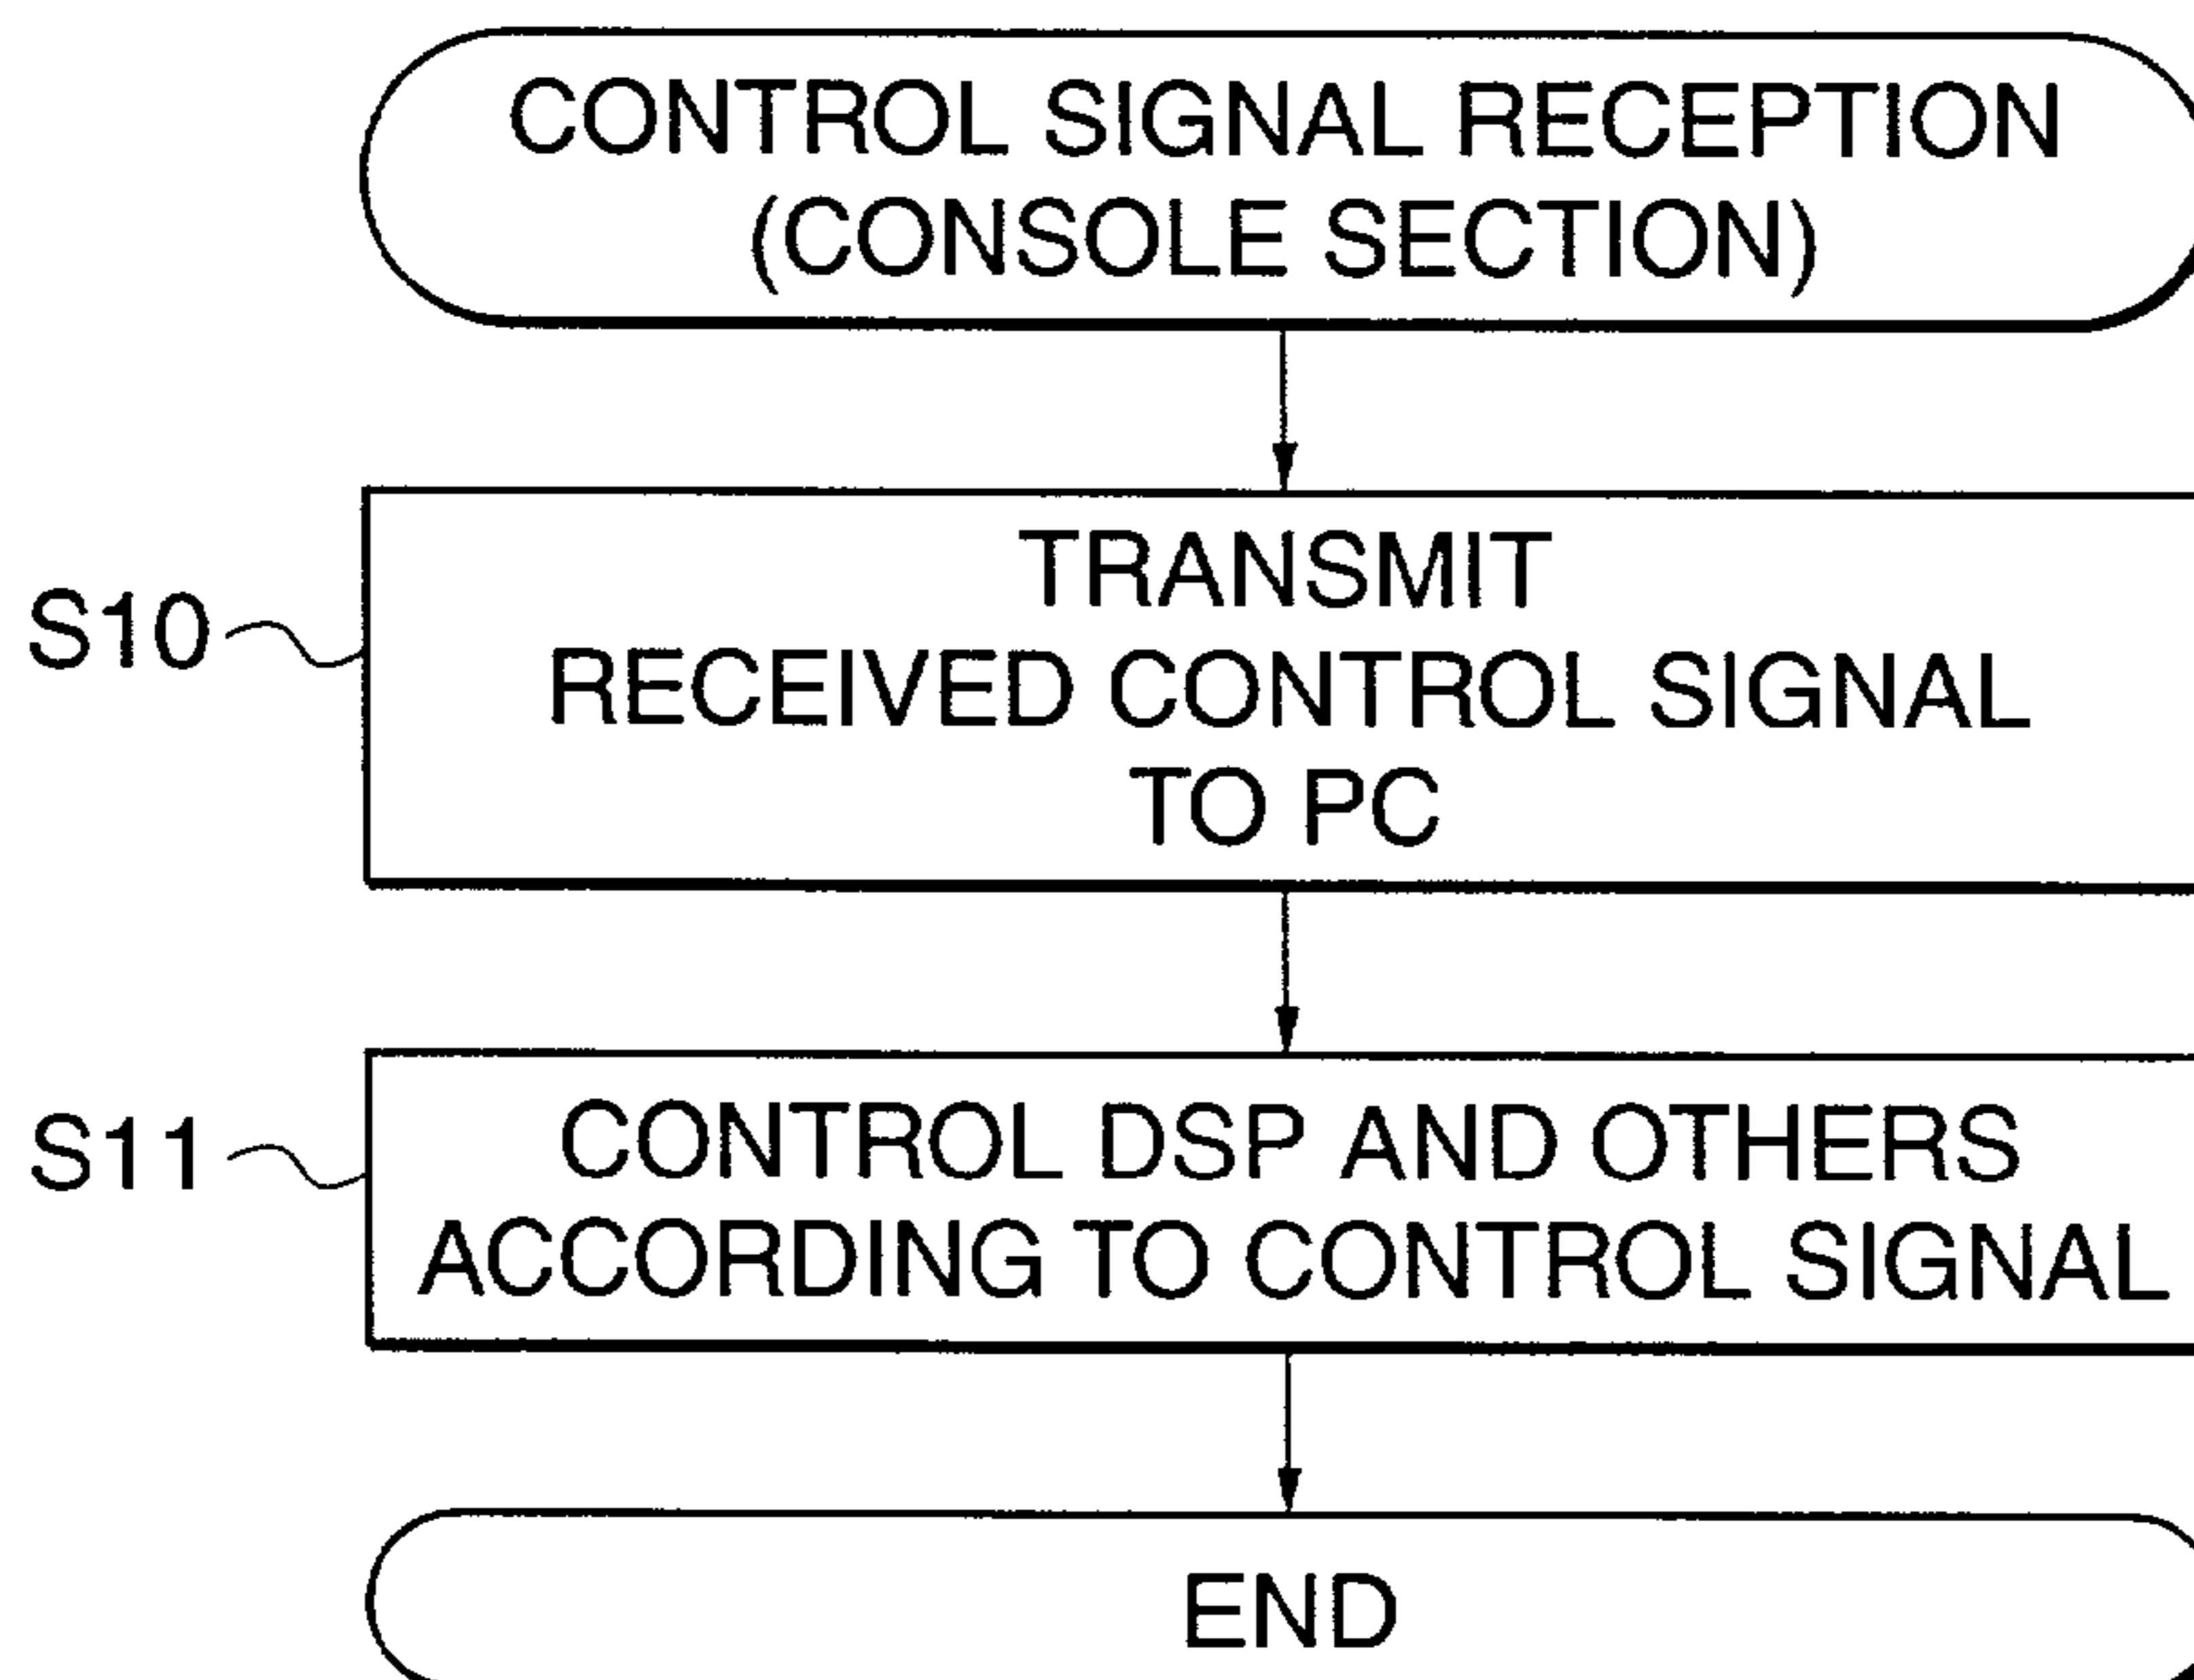 CONTROL SIGNAL RECEPTION
(CONSOLE SECTION)
TRANSMIT
S10
RECEIVED CONTROL SIGNAL
TO PC
CONTROL DSP AND OTHERS
S11
ACCORDING TO CONTROL SIGNAL
END